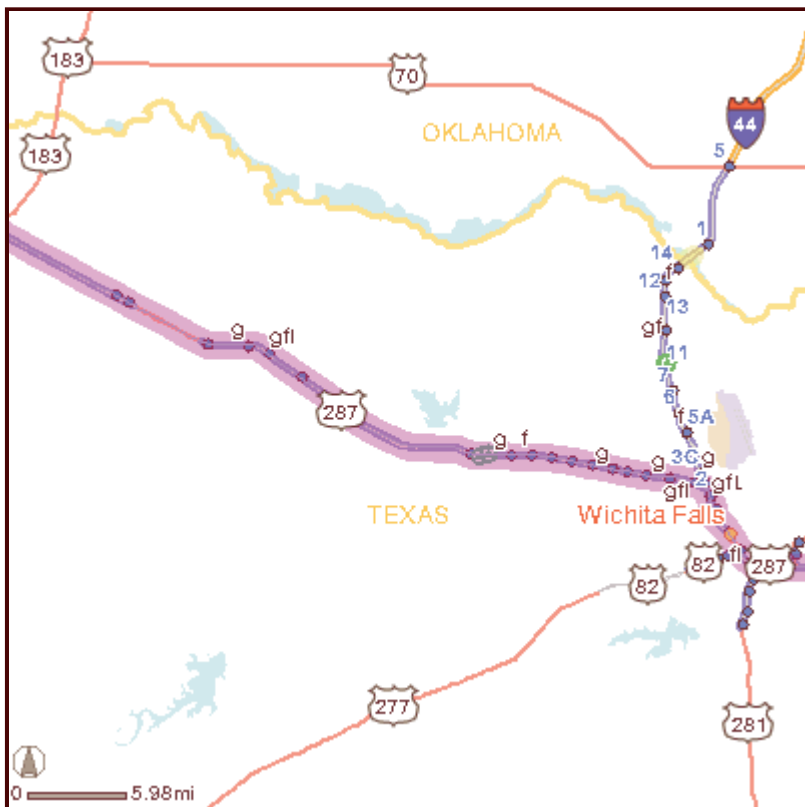 183
70
44
OKLAHOMA
183
5
1
14
f
12
13
g
gfl
gf
11
7
287
6
f
5A
g
f
3C
g
g
g
gfl
2
gfL
TEXAS
Wichita Falls
fl
82
287
82
277
281
0
5.98mi